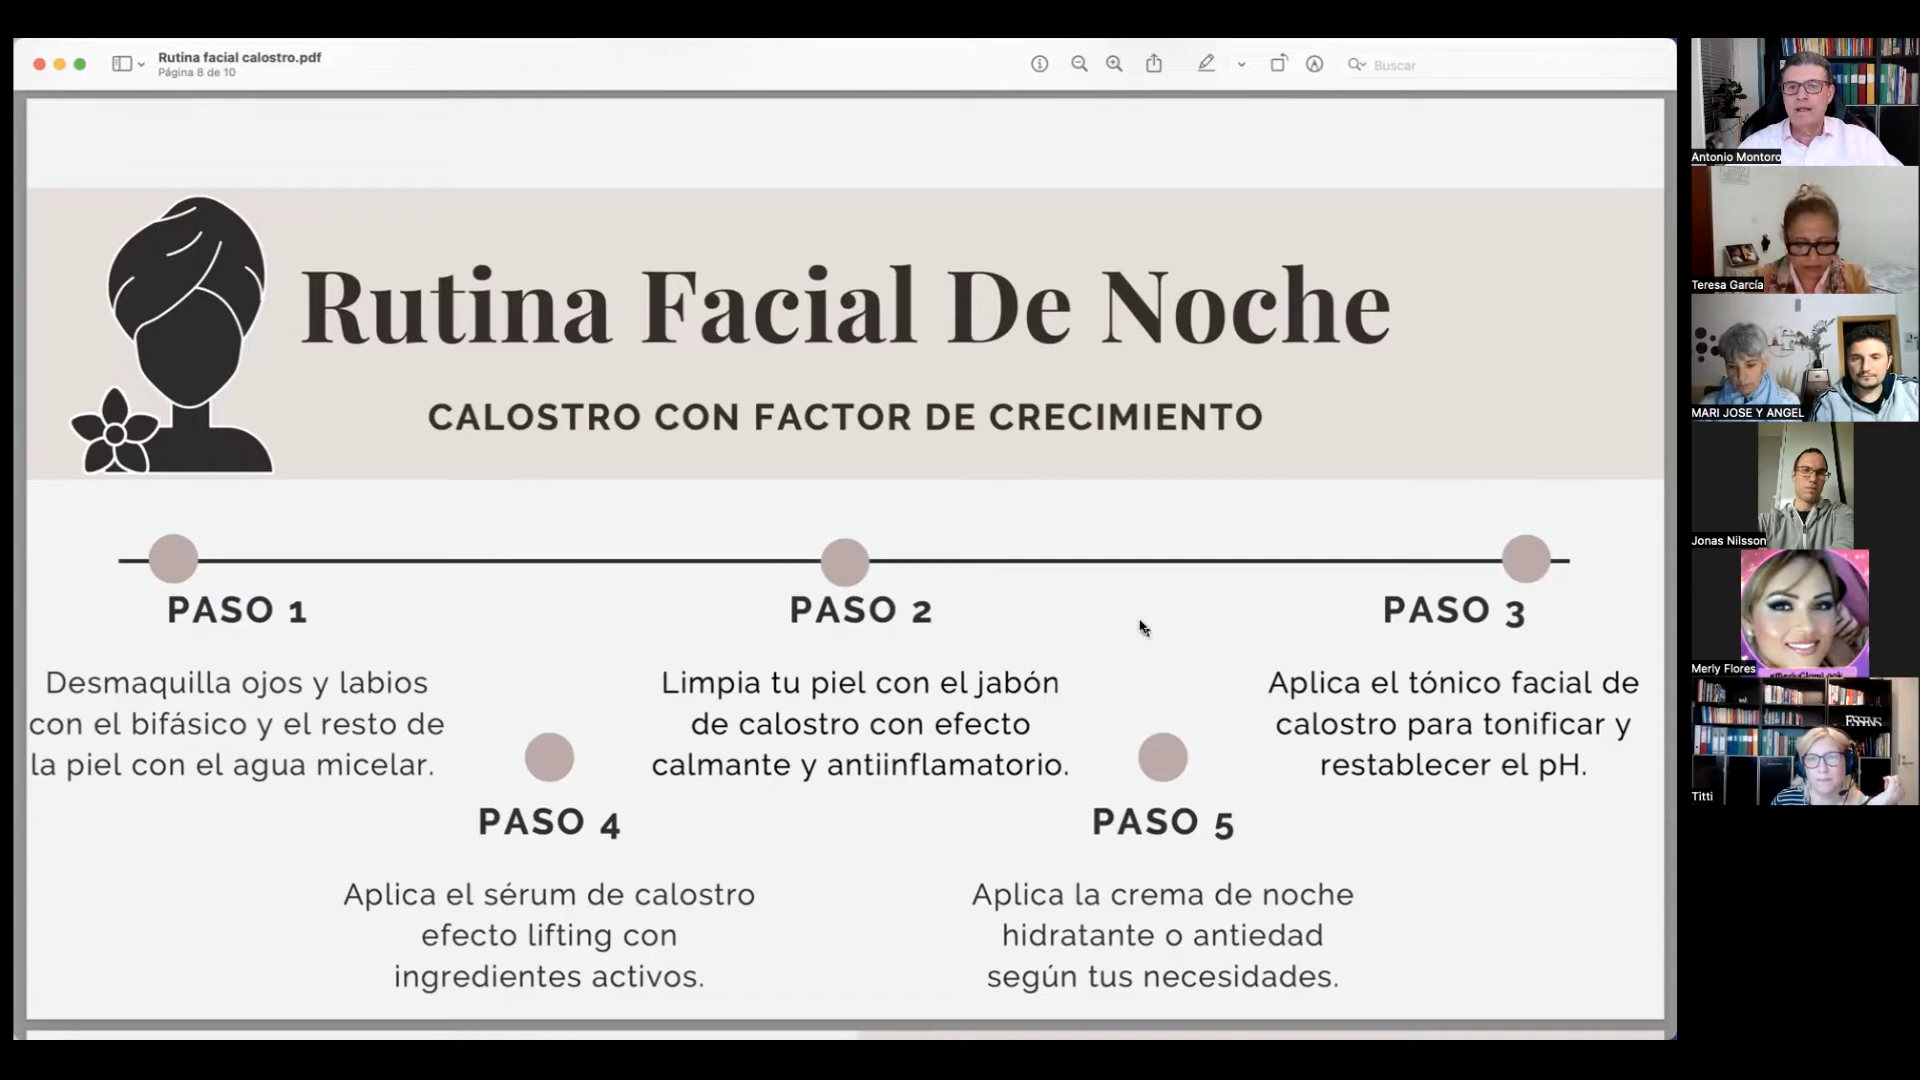 Rutina facial calostro.pdf
Página 8 de 10
Buscar
Rutina Facial De Noche
CALOSTRO CON FACTOR DE CRECIMIENTO
PASO 1
Desmaquilla ojos y labios
con el bifásico y el resto de
la piel con el agua micelar.
PASO 2
Limpia tu piel con el jabón
de calostro con efecto
calmante y antiinflamatorio.
PASO 3
Aplica el tónico facial de
calostro para tonificar y
restablecer el pH.
PASO 4
Aplica el sérum de calostro
efecto lifting con
ingredientes activos.
PASO 5
Aplica la crema de noche
hidratante o antiedad
según tus necesidades.
Antonio Montoro
Teresa García
MARI JOSE Y ANGEL
Jonas Nilsson
Merly Flores
ESSENS
Titti